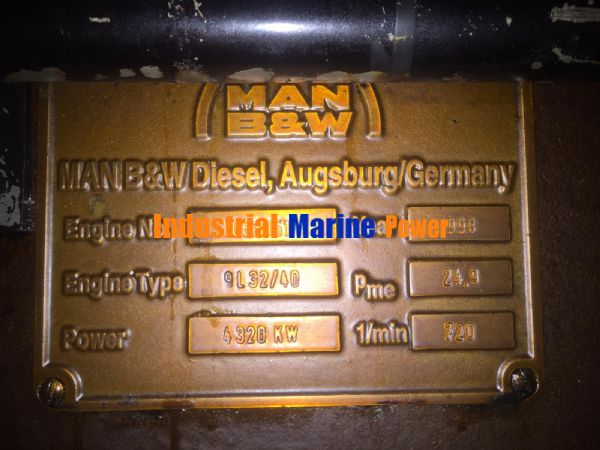 MAN
B&W
MAN B&W Diesel, Augsburg/Germany
Industrial Marine Power
Engine
Engine Type 9L32/40 Pme 24.9
Power 4320 KW 1/min 720